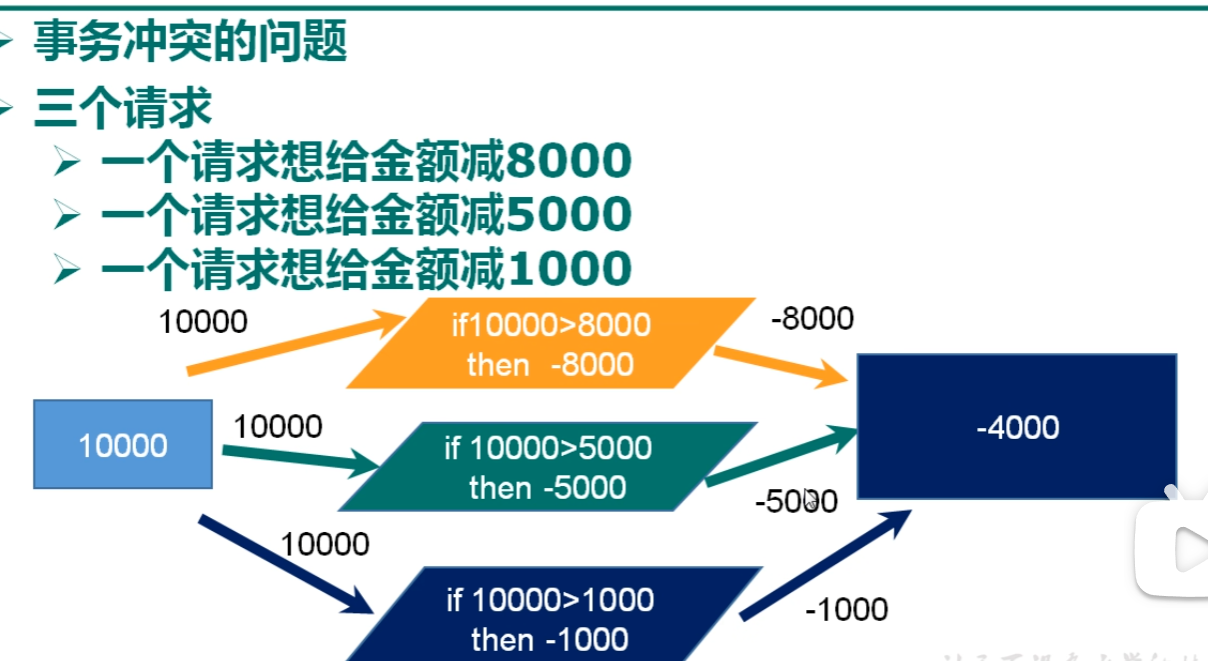 事务冲突的问题
三个请求
一个请求想给金额减8000
一个请求想给金额减5000
一个请求想给金额减1000
10000
if10000>8000
then -8000
-8000
10000
10000
if 10000>5000
then -5000
-5000
-4000
10000
if 10000>1000
then -1000
-1000